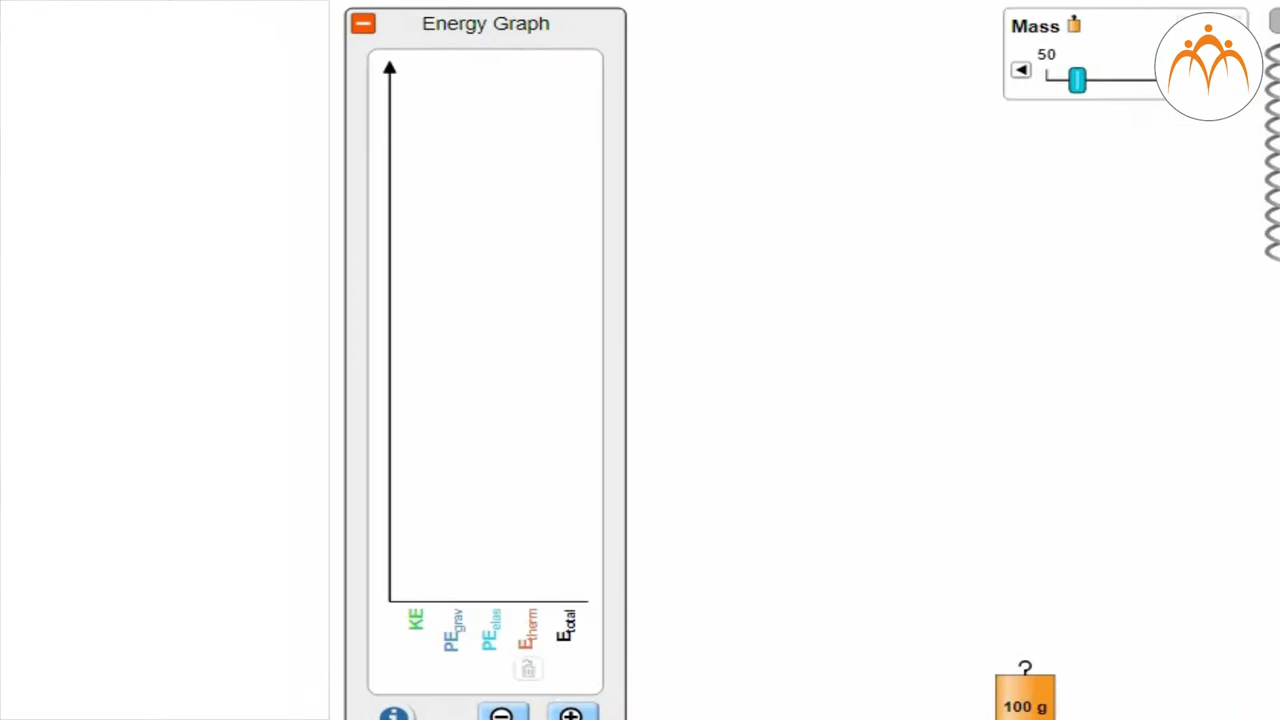 Energy Graph
Mass
50
KE
PEgrav
PEelas
Etherm
Etotal
100 g